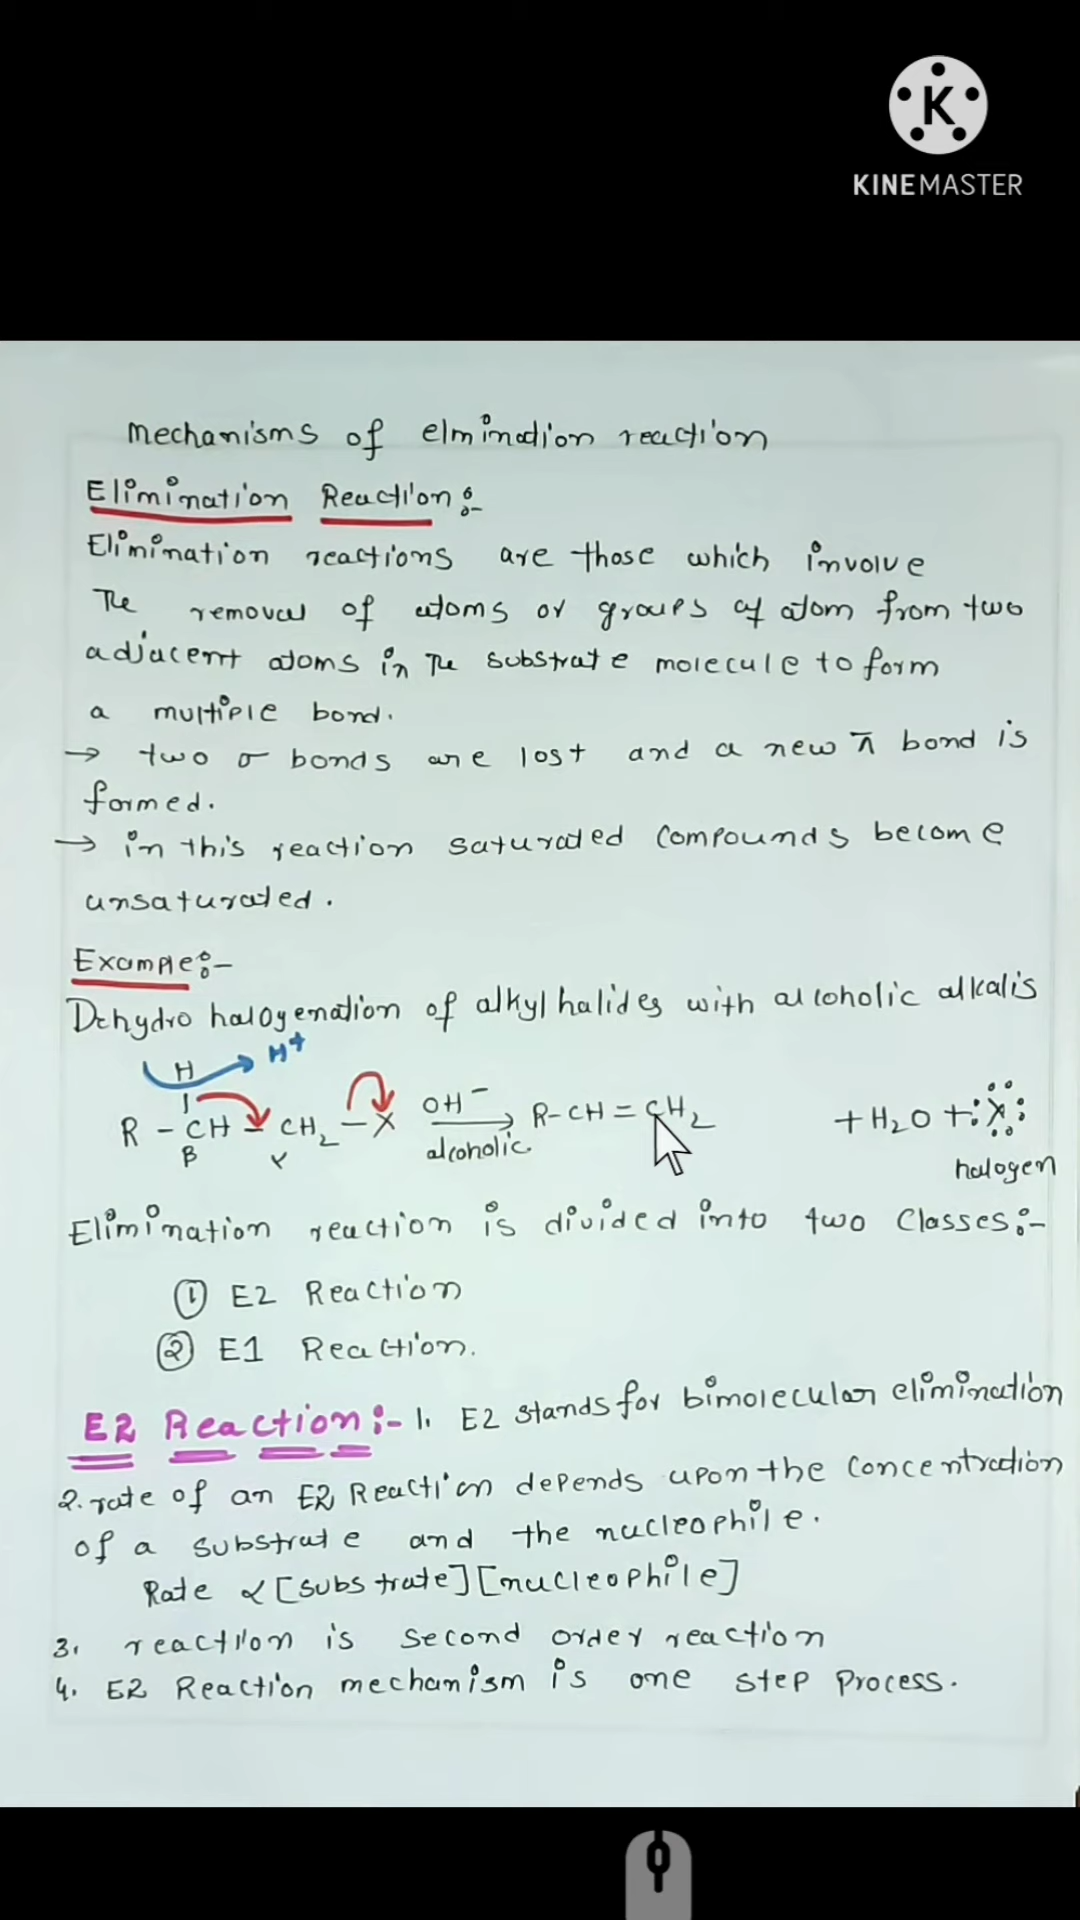 K
KINEMASTER
mechanisms of elmination reaction
Elimination Reaction:-
Elimination reactions are those which involve
The removal of atoms or groups of atom from two
adjacent atoms in The substrate molecule to form
a multiple bond.
→ two σ bonds are lost and a new π bond is
formed.
→ in this reaction saturated compounds become
unsaturated.
Example:-
Dehydro halogenation of alkyl halides with alcoholic alkalis
H H+
R - CH - CH2 - X OH- alcoholic → R-CH=CH2 + H2O + :X:
β halogen
Elimination reaction is divided into two classes:-
① E2 Reaction
② E1 Reaction.
E2 Reaction:- 1. E2 stands for bimolecular elimination
2. rate of an E2 Reaction depends upon the concentration
of a substrate and the nucleophile.
Rate ∝ [substrate][nucleophile]
3. reaction is second order reaction
4. E2 Reaction mechanism is one step process.